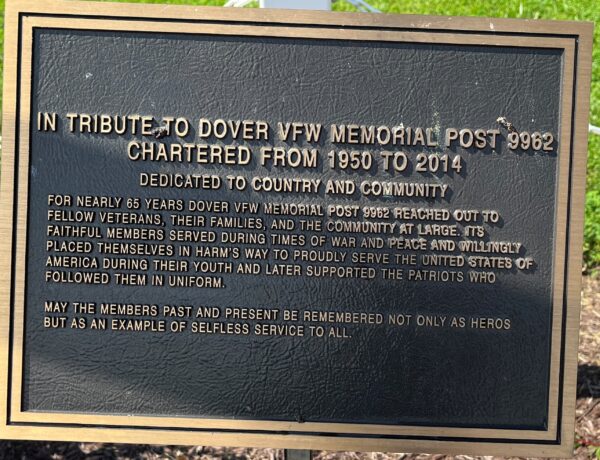 IN TRIBUTE TO DOVER VFW MEMORIAL POST 9962
CHARTERED FROM 1950 TO 2014
DEDICATED TO COUNTRY AND COMMUNITY
FOR NEARLY 65 YEARS DOVER VFW MEMORIAL POST 9962 REACHED OUT TO
FELLOW VETERANS, THEIR FAMILIES, AND THE COMMUNITY AT LARGE. ITS
FAITHFUL MEMBERS SERVED DURING TIMES OF WAR AND PEACE AND WILLINGLY
PLACED THEMSELVES IN HARM'S WAY TO PROUDLY SERVE THE UNITED STATES OF
AMERICA DURING THEIR YOUTH AND LATER SUPPORTED THE PATRIOTS WHO
FOLLOWED THEM IN UNIFORM.
MAY THE MEMBERS PAST AND PRESENT BE REMEMBERED NOT ONLY AS HEROS
BUT AS AN EXAMPLE OF SELFLESS SERVICE TO ALL.